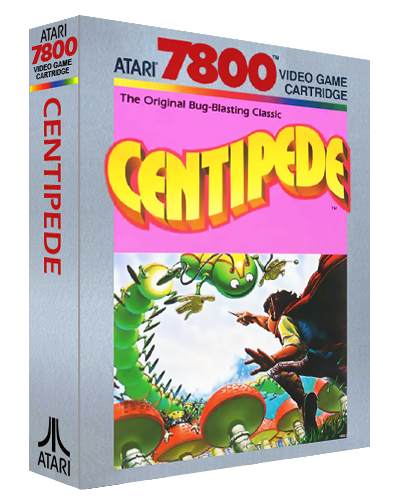 ATARI
7800
VIDEO GAME
CARTRIDGE
CENTIPEDE
ATARI
ATARI® 7800™ VIDEO GAME
CARTRIDGE
The Original Bug-Blasting Classic
CENTIPEDE
™